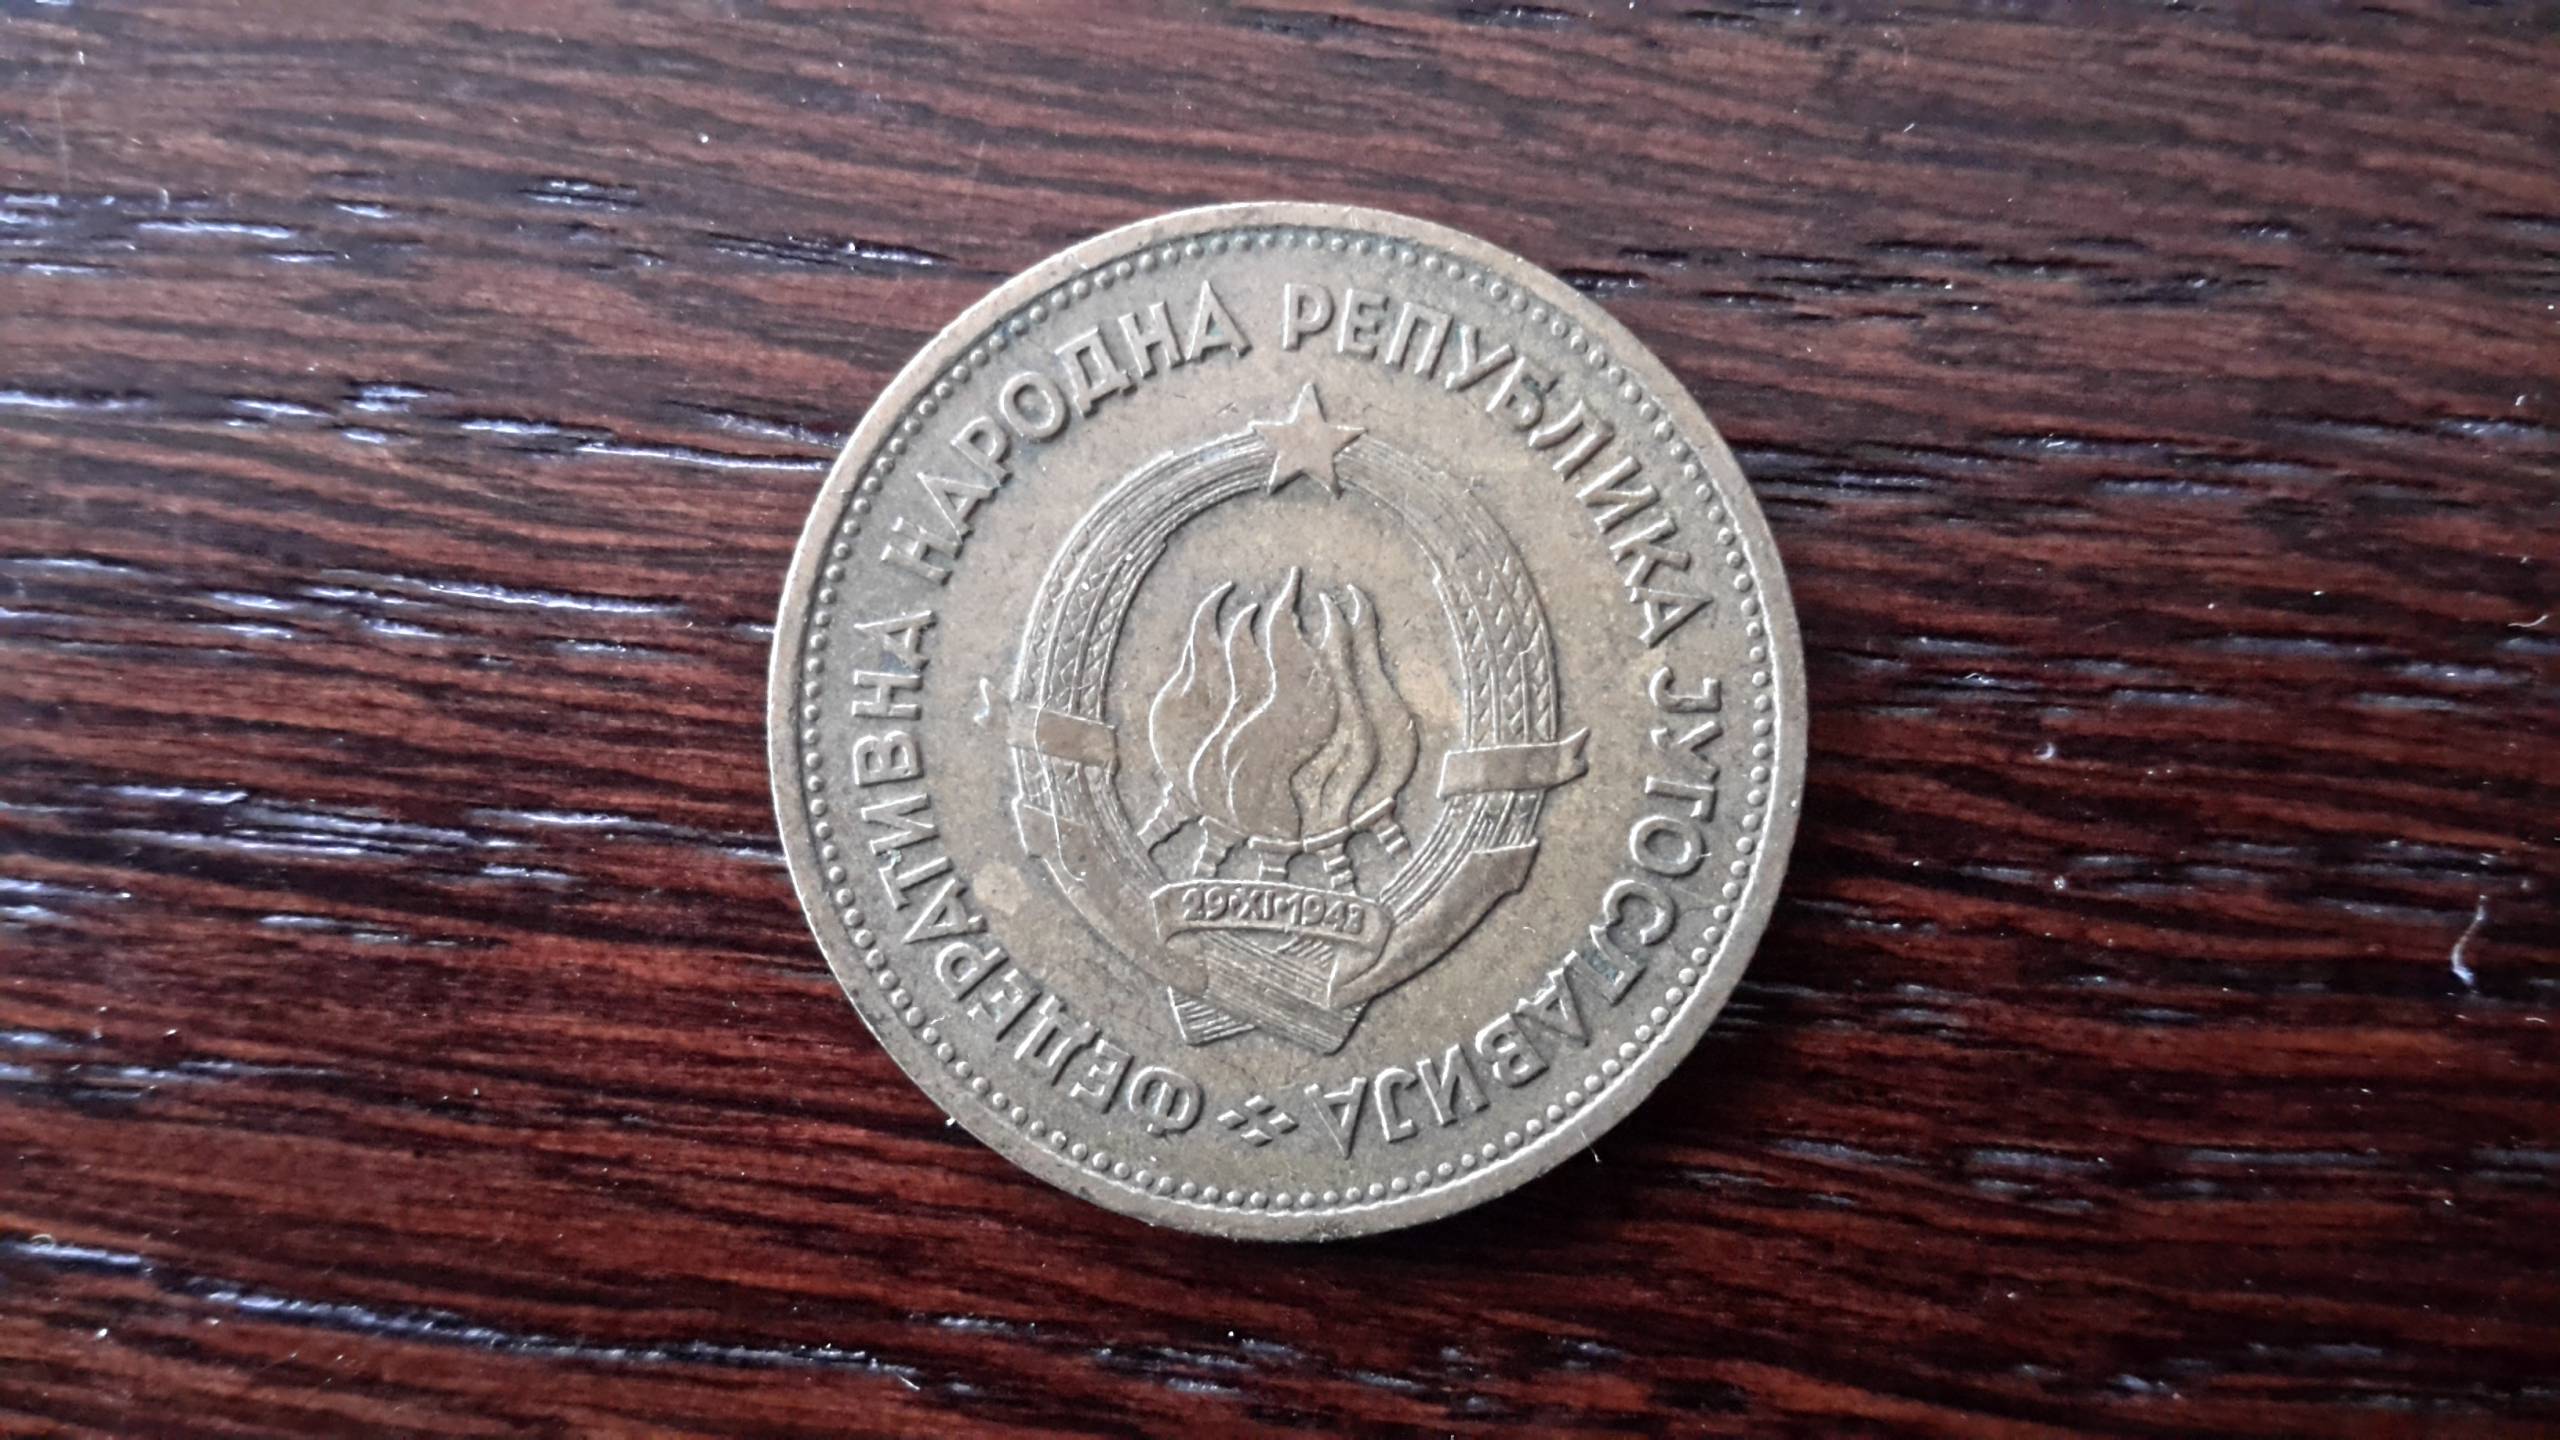 ФЕДЕРАТИВНА НАРОДНА РЕПУБЛИКА ЈУГОСЛАВИЈА
29•XI•1943